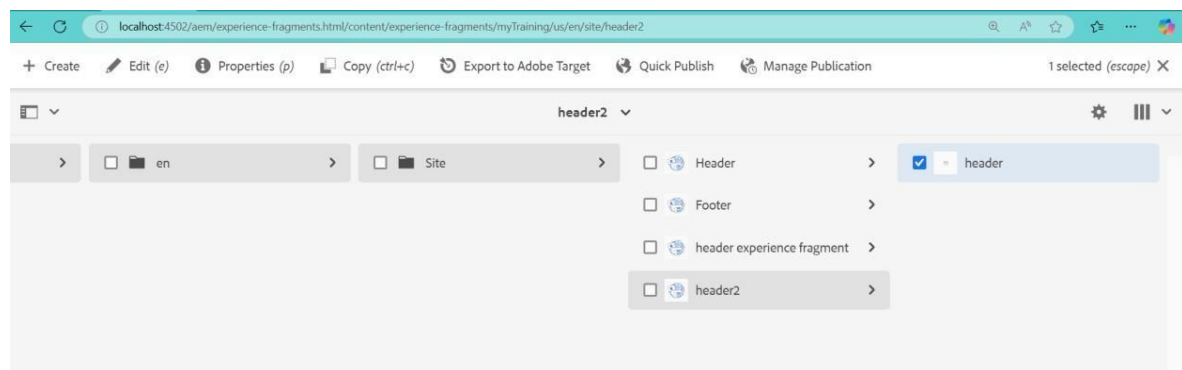 localhost:4502/aem/experience-fragments.html/content/experience-fragments/myTraining/us/en/site/header2
Create Edit (e) Properties (p) Copy (ctrl+c) Export to Adobe Target Quick Publish Manage Publication 1 selected (escape)
header2
en Site Header header
Footer
header experience fragment
header2